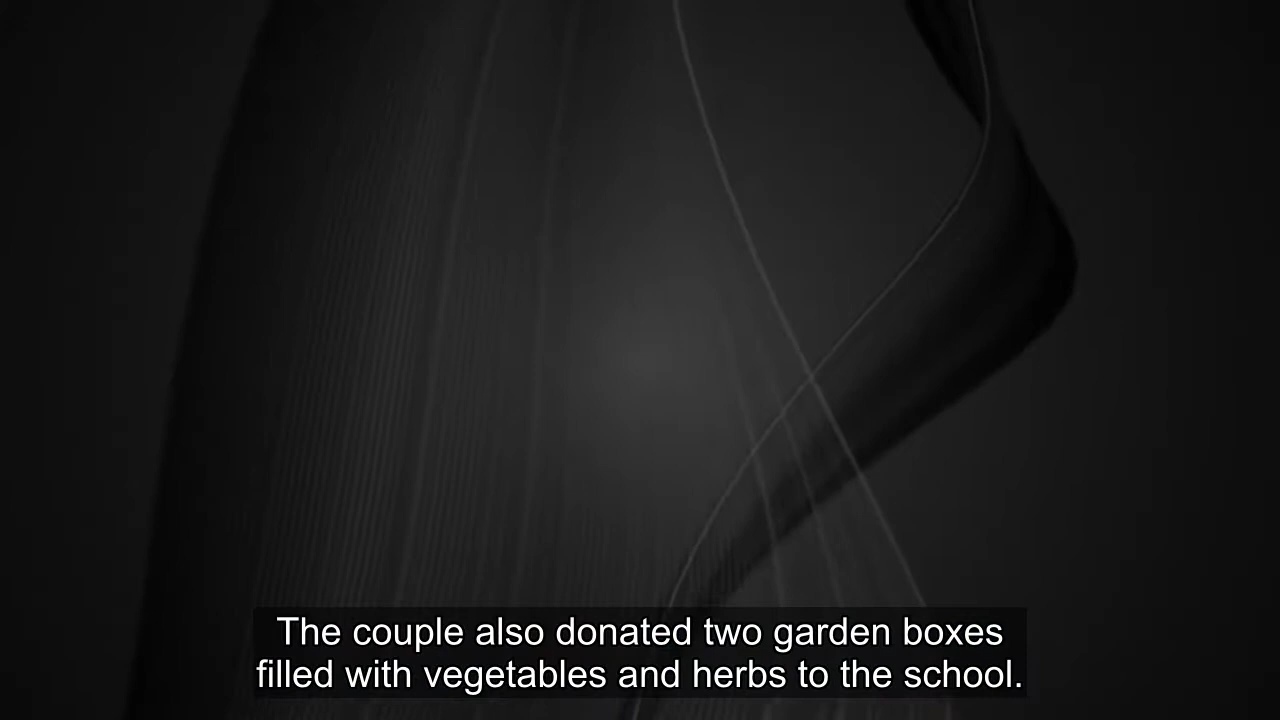 The couple also donated two garden boxes
filled with vegetables and herbs to the school.